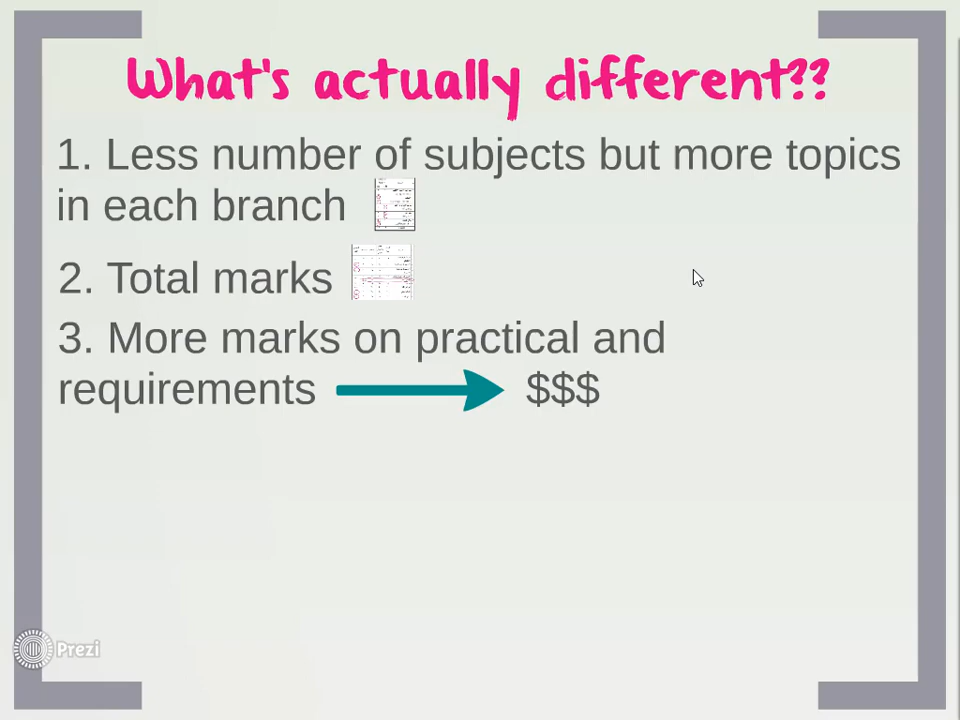 What's actually different??
1. Less number of subjects but more topics
in each branch
2. Total marks
3. More marks on practical and
requirements $$$
Prezi